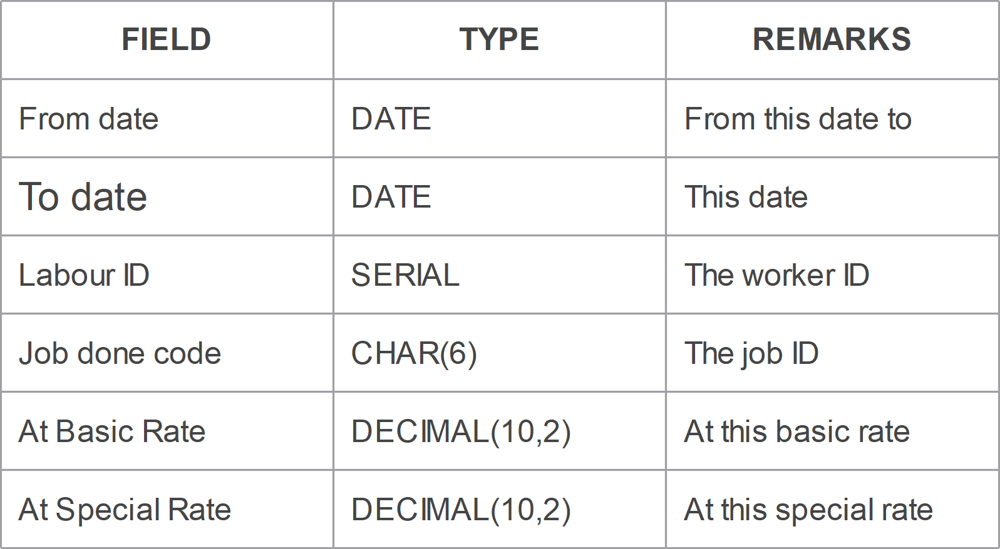 FIELD TYPE REMARKS
From date DATE From this date to
To date DATE This date
Labour ID SERIAL The worker ID
Job done code CHAR(6) The job ID
At Basic Rate DECIMAL(10,2) At this basic rate
At Special Rate DECIMAL(10,2) At this special rate